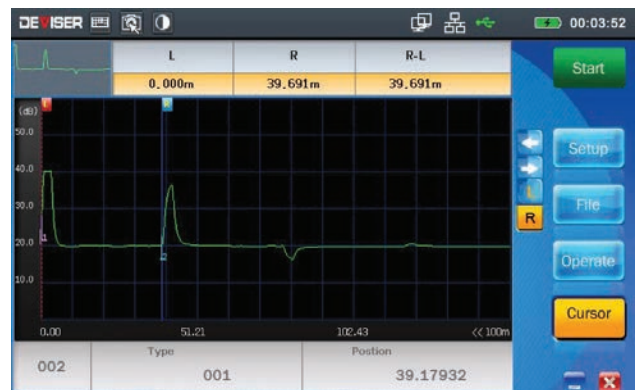 DEVISER 00:03:52
L R R-L
0.000m 39.691m 39.691m
Start
(dB) L R
50.0
Setup
40.0
L
30.0
File
R
1
20.0
2
Operate
10.0
Cursor
0.00 51.21 102.43 <<100m
Type Postion
002 001 39.17932